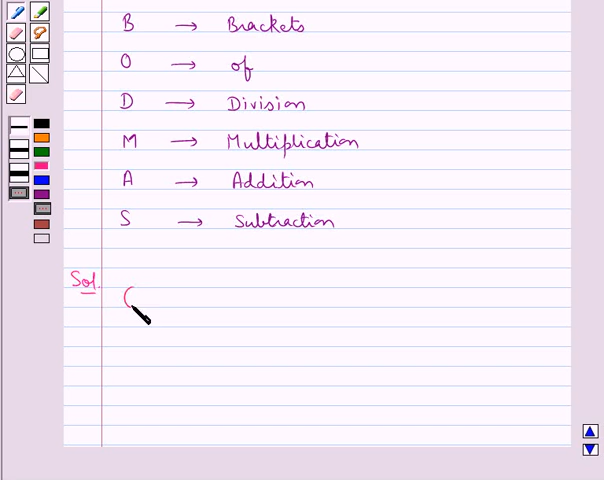 B → Brackets
O → of
D → Division
M → Multiplication
A → Addition
S → Subtraction
Sol. (